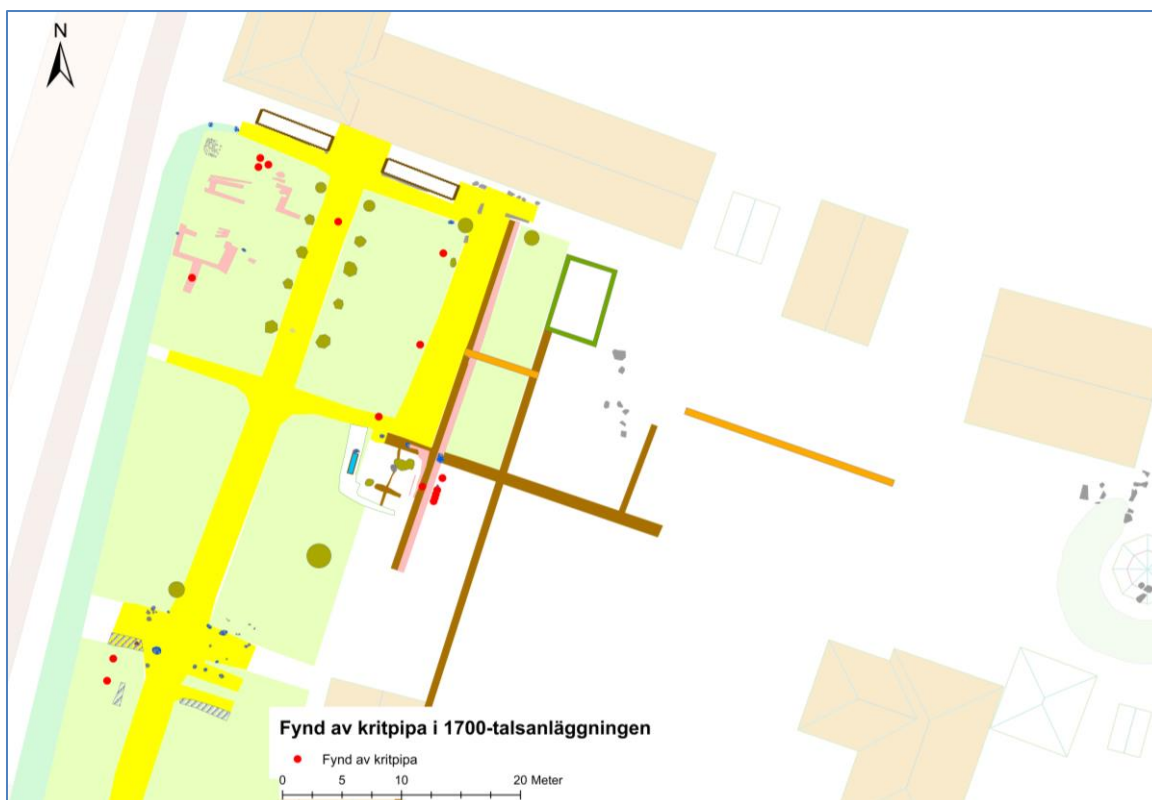 N
Fynd av kritpipa i 1700-talsanläggningen
Fynd av kritpipa
0 5 10 20 Meter